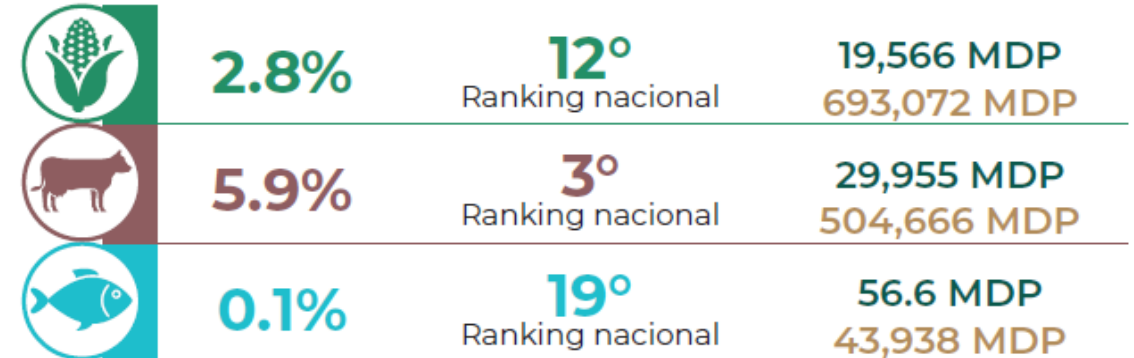 2.8%
12°
Ranking nacional
19,566 MDP
693,072 MDP
5.9%
3°
Ranking nacional
29,955 MDP
504,666 MDP
0.1%
19°
Ranking nacional
56.6 MDP
43,938 MDP